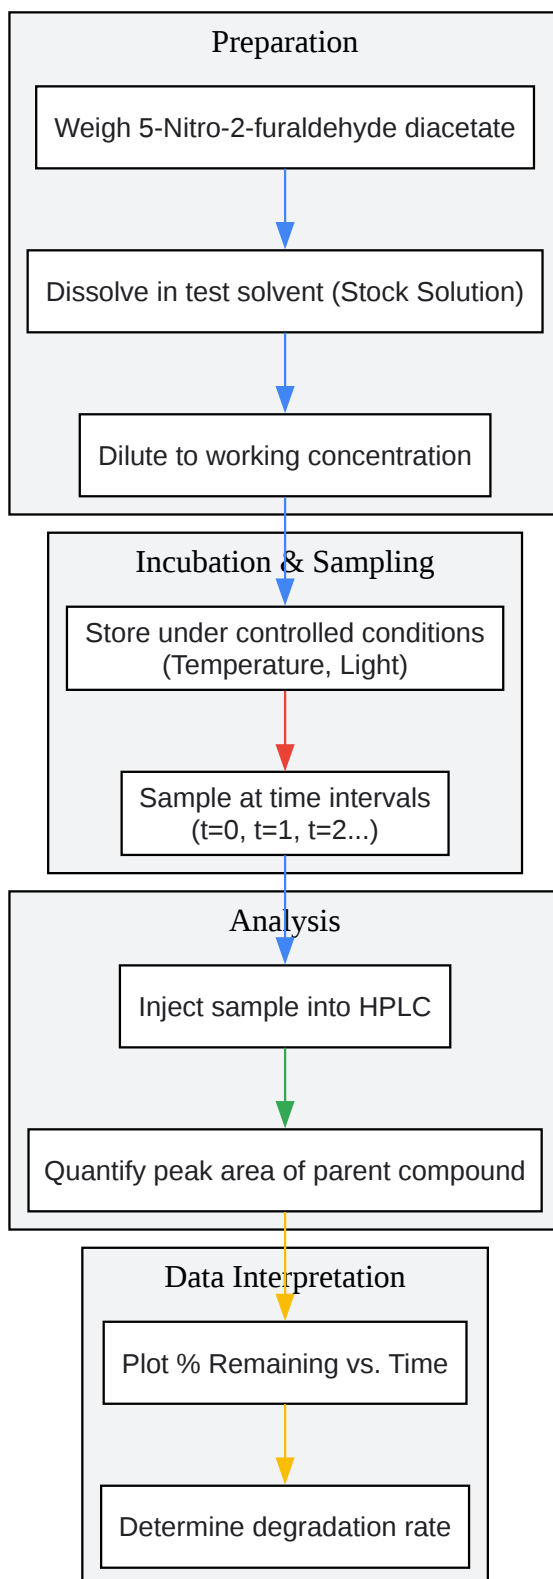 Preparation
Weigh 5-Nitro-2-furaldehyde diacetate
Dissolve in test solvent (Stock Solution)
Dilute to working concentration
Incubation & Sampling
Store under controlled conditions
(Temperature, Light)
Sample at time intervals
(t=0, t=1, t=2...)
Analysis
Inject sample into HPLC
Quantify peak area of parent compound
Data Interpretation
Plot % Remaining vs. Time
Determine degradation rate